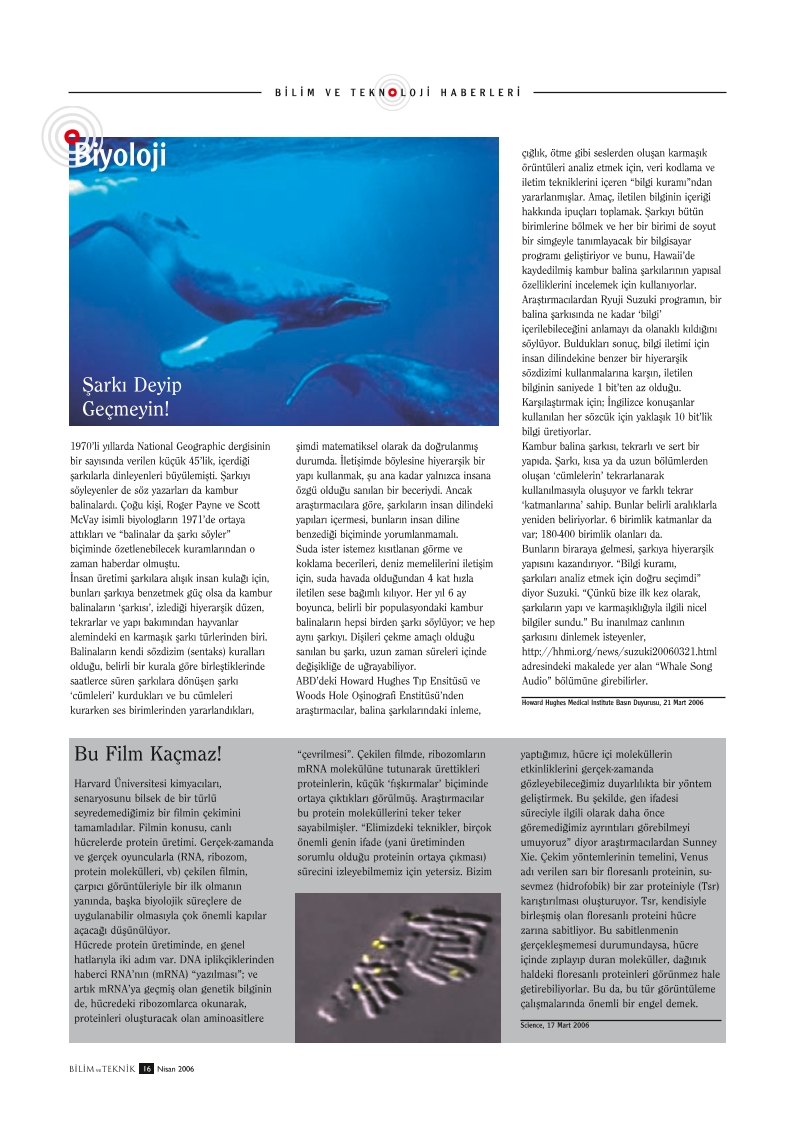 BİLİM VE TEKNOLOJİ HABERLERİ
Biyoloji
Şarkı Deyip
Geçmeyin!
1970'li yıllarda National Geographic dergisinin
bir sayısında verilen küçük 45'lik, içerdiği
şarkılarla dinleyenleri büyülemişti. Şarkıyı
söyleyenler de söz yazarları da kambur
balinalardı. Çoğu kişi, Roger Payne ve Scott
McVay isimli biyologların 1971'de ortaya
attıkları ve “balinalar da şarkı söyler”
biçiminde özetlenebilecek kuramlarından o
zaman haberdar olmuştu.
İnsan üretimi şarkılara alışık insan kulağı için,
bunları şarkıya benzetmek güç olsa da kambur
balinaların ‘şarkısı’, izlediği hiyerarşik düzen,
tekrarlar ve yapı bakımından hayvanlar
alemindeki en karmaşık şarkı türlerinden biri.
Balinaların kendi sözdizim (sentaks) kuralları
olduğu, belirli bir kurala göre birleştiklerinde
saatlerce süren şarkılara dönüşen şarkı
‘cümleleri’ kurdukları ve bu cümleleri
kurarken ses birimlerinden yararlandıkları,
şimdi matematiksel olarak da doğrulanmış
durumda. İletişimde böylesine hiyerarşik bir
yapı kullanmak, şu ana kadar yalnızca insana
özgü olduğu sanılan bir beceriydi. Ancak
araştırmacılara göre, şarkıların insan dilindeki
yapıları içermesi, bunların insan diline
benzediği biçiminde yorumlanmamalı.
Suda ister istemez kısıtlanan görme ve
koklama becerileri, deniz memelilerini iletişim
için, suda havada olduğundan 4 kat hızla
iletilen sese bağımlı kılıyor. Her yıl 6 ay
boyunca, belirli bir populasyondaki kambur
balinaların hepsi birden şarkı söylüyor; ve hep
aynı şarkıyı. Dişileri çekme amaçlı olduğu
sanılan bu şarkı, uzun zaman süreleri içinde
değişikliğe de uğrayabiliyor.
ABD'deki Howard Hughes Tıp Ensitüsü ve
Woods Hole Oşinografi Enstitüsü'nden
araştırmacılar, balina şarkılarındaki inleme,
çığlık, ötme gibi seslerden oluşan karmaşık
örüntüleri analiz etmek için, veri kodlama ve
iletim tekniklerini içeren “bilgi kuramı”ndan
yararlanmışlar. Amaç, iletilen bilginin içeriği
hakkında ipuçları toplamak. Şarkıyı bütün
birimlerine bölmek ve her bir birimi de soyut
bir simgeyle tanımlayacak bir bilgisayar
programı geliştiriyor ve bunu, Hawaii'de
kaydedilmiş kambur balina şarkılarının yapısal
özelliklerini incelemek için kullanıyorlar.
Araştırmacılardan Ryuji Suzuki programın, bir
balina şarkısında ne kadar ‘bilgi’
içerilebileceğini anlamayı da olanaklı kıldığını
söylüyor. Buldukları sonuç, bilgi iletimi için
insan dilindekine benzer bir hiyerarşik
sözdizimi kullanmalarına karşın, iletilen
bilginin saniyede 1 bit'ten az olduğu.
Karşılaştırmak için; İngilizce konuşanlar
kullanılan her sözcük için yaklaşık 10 bit'lik
bilgi üretiyorlar.
Kambur balina şarkısı, tekrarlı ve sert bir
yapıda. Şarkı, kısa ya da uzun bölümlerden
oluşan ‘cümlelerin’ tekrarlanarak
kullanılmasıyla oluşuyor ve farklı tekrar
‘katmanlarına’ sahip. Bunlar belirli aralıklarla
yeniden beliriyorlar. 6 birimlik katmanlar da
var; 180-400 birimlik olanları da.
Bunların biraraya gelmesi, şarkıya hiyerarşik
yapısını kazandırıyor. “Bilgi kuramı,
şarkıları analiz etmek için doğru seçimdi”
diyor Suzuki. “Çünkü bize ilk kez olarak,
şarkıların yapı ve karmaşıklığıyla ilgili nicel
bilgiler sundu.” Bu inanılmaz canlının
şarkısını dinlemek isteyenler,
http://hhmi.org/news/suzuki20060321.html
adresindeki makalede yer alan “Whale Song
Audio” bölümüne girebilirler.
Howard Hughes Medical Institute Basın Duyurusu, 21 Mart 2006
Bu Film Kaçmaz!
Harvard Üniversitesi kimyacıları,
senaryosunu bilsek de bir türlü
seyredemediğimiz bir filmin çekimini
tamamladılar. Filmin konusu, canlı
hücrelerde protein üretimi. Gerçek-zamanda
ve gerçek oyuncularla (RNA, ribozom,
protein molekülleri, vb) çekilen filmin,
çarpıcı görüntüleriyle bir ilk olmanın
yanında, başka biyolojik süreçlere de
uygulanabilir olmasıyla çok önemli kapılar
açacağı düşünülüyor.
Hücrede protein üretiminde, en genel
hatlarıyla iki adım var. DNA iplikçiklerinden
haberci RNA'nın (mRNA) “yazılması”; ve
artık mRNA'ya geçmiş olan genetik bilginin
de, hücredeki ribozomlarca okunarak,
proteinleri oluşturacak olan aminoasitlere
“çevrilmesi”. Çekilen filmde, ribozomların
mRNA molekülüne tutunarak ürettikleri
proteinlerin, küçük ‘fışkırmalar’ biçiminde
ortaya çıktıkları görülmüş. Araştırmacılar
bu protein moleküllerini teker teker
sayabilmişler. “Elimizdeki teknikler, birçok
önemli genin ifade (yani üretiminden
sorumlu olduğu proteinin ortaya çıkması)
sürecini izleyebilmemiz için yetersiz. Bizim
yaptığımız, hücre içi moleküllerin
etkinliklerini gerçek-zamanda
gözleyebileceğimiz duyarlılıkta bir yöntem
geliştirmek. Bu şekilde, gen ifadesi
süreciyle ilgili olarak daha önce
göremediğimiz ayrıntıları görebilmeyi
umuyoruz” diyor araştırmacılardan Sunney
Xie. Çekim yöntemlerinin temelini, Venus
adı verilen sarı bir floresanlı proteinin, su-
sevmez (hidrofobik) bir zar proteiniyle (Tsr)
karıştırılması oluşturuyor. Tsr, kendisiyle
birleşmiş olan floresanlı proteini hücre
zarına sabitliyor. Bu sabitlenmenin
gerçekleşmemesi durumundaysa, hücre
içinde zıplayıp duran moleküller, dağınık
haldeki floresanlı proteinleri görünmez hale
getirebiliyorlar. Bu da, bu tür görüntüleme
çalışmalarında önemli bir engel demek.
Science, 17 Mart 2006
BİLİM ve TEKNİK 16 Nisan 2006